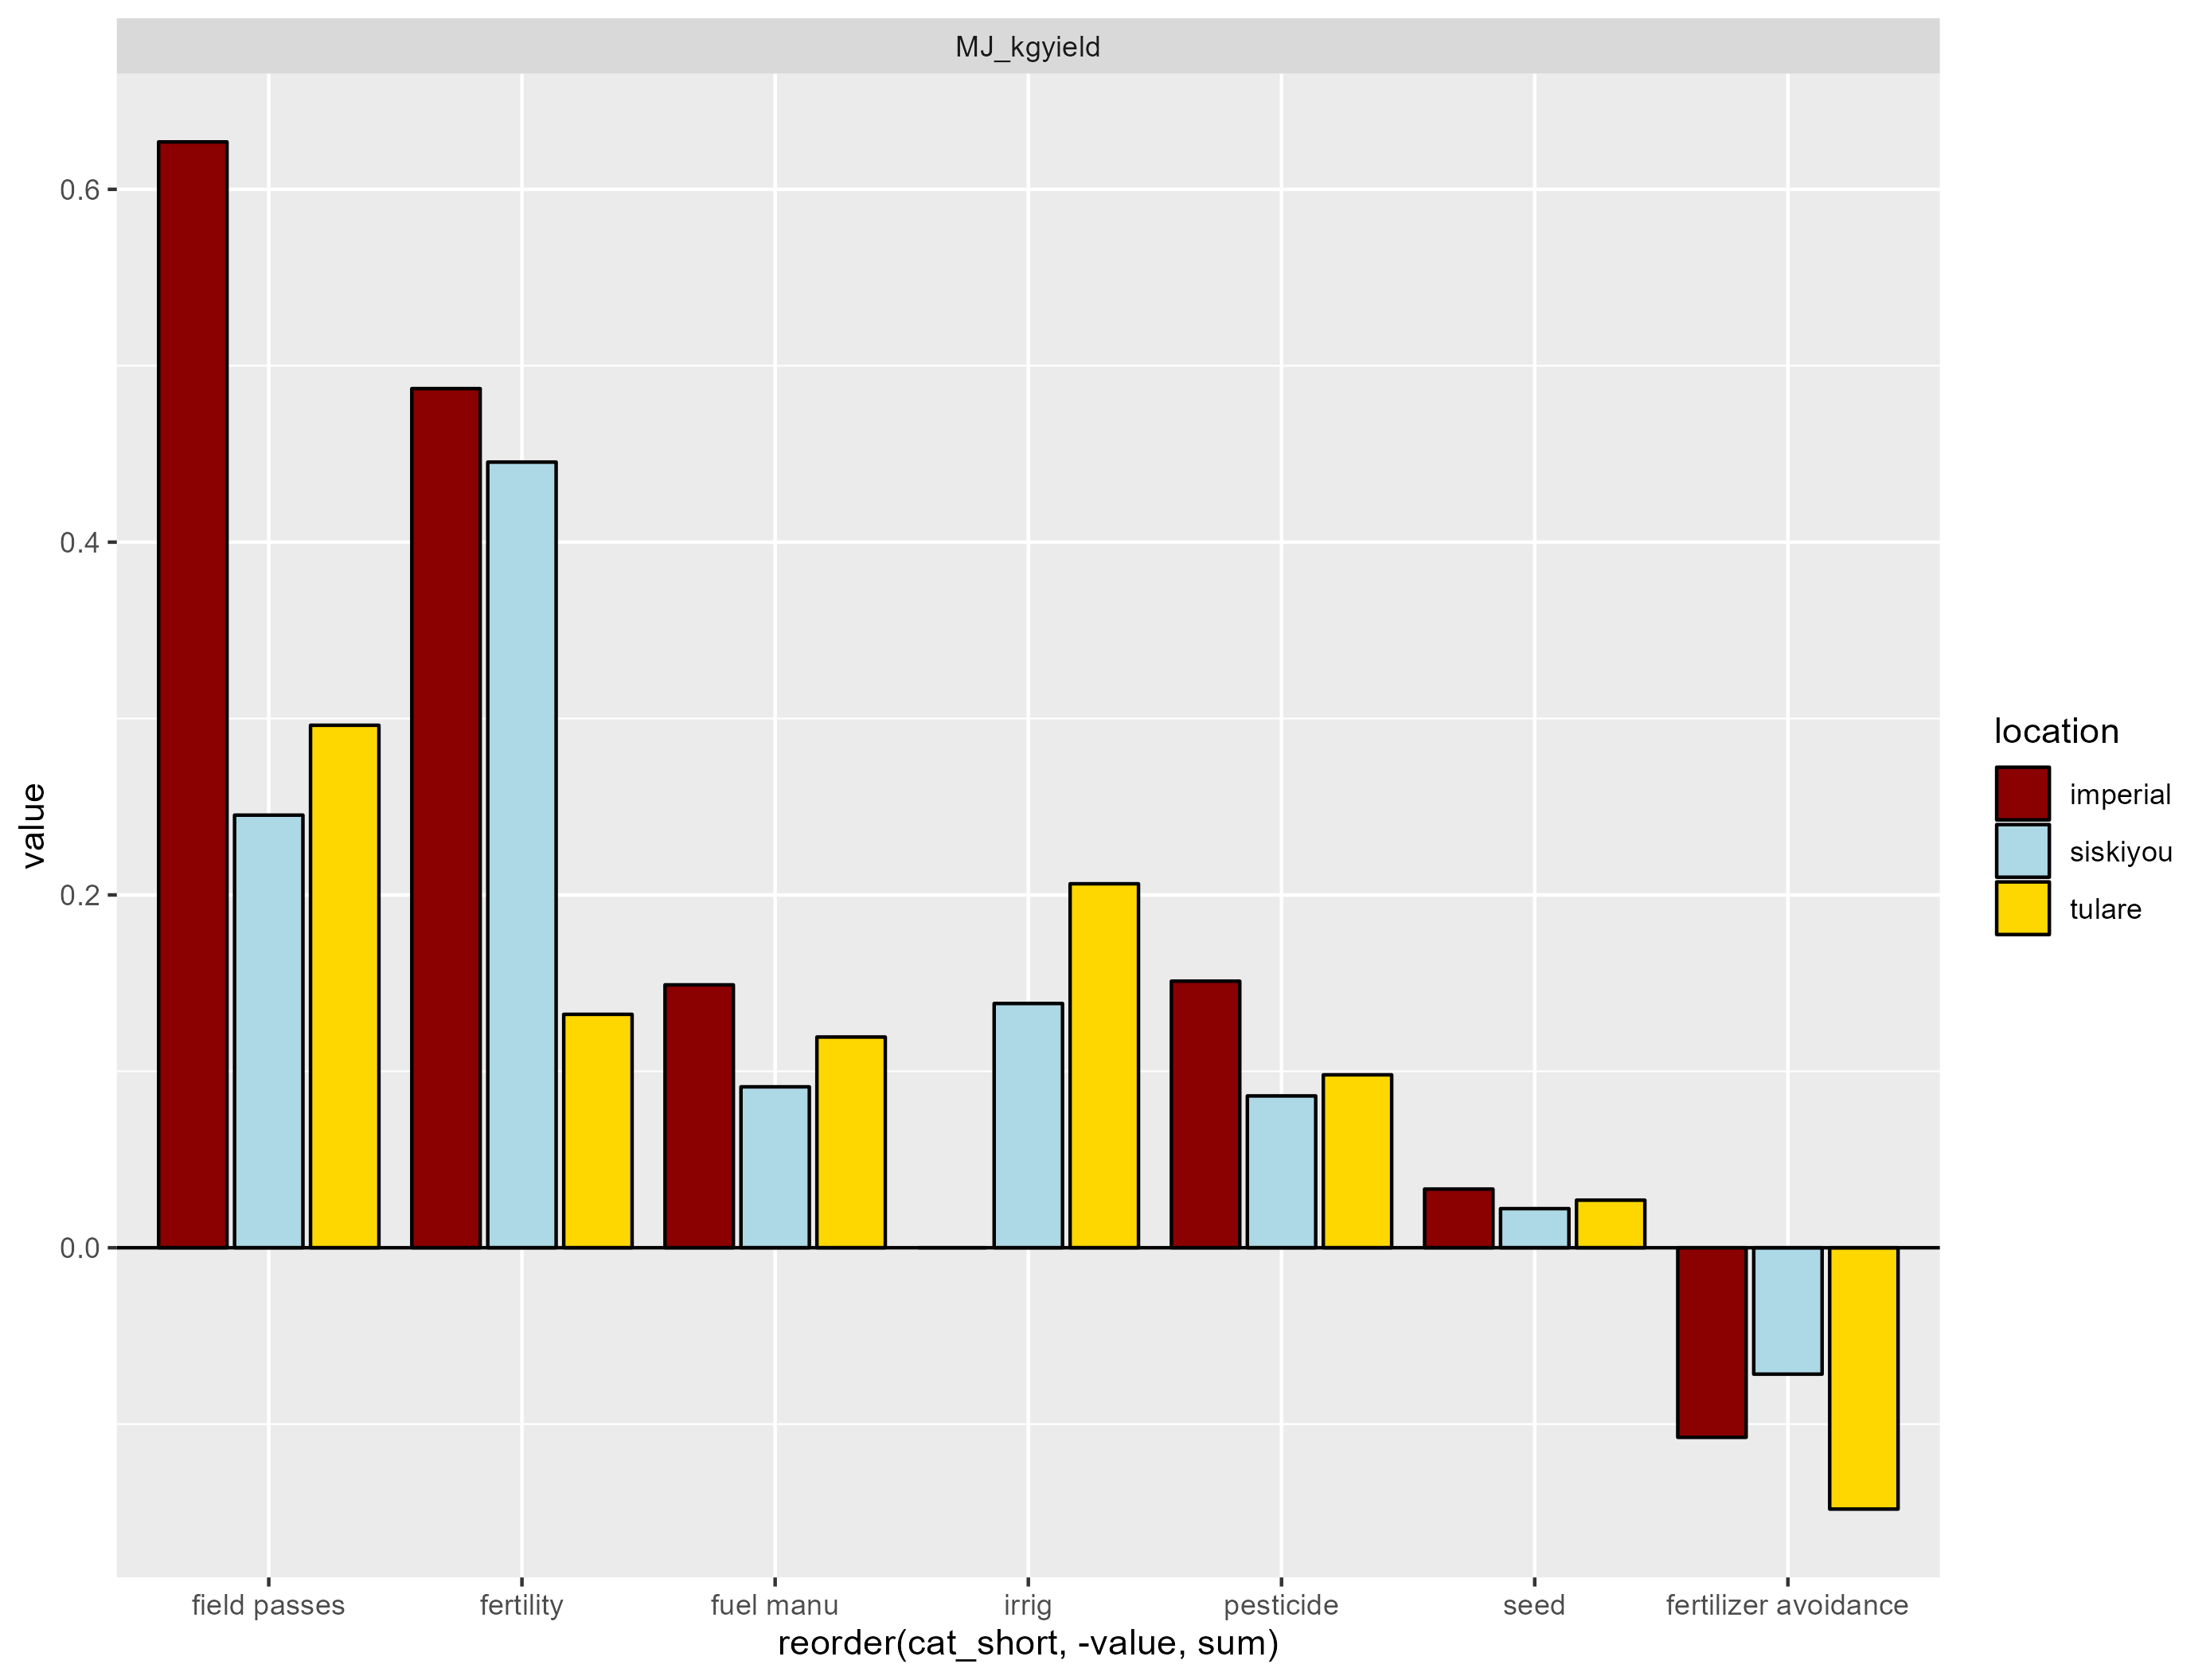 MJ_kgyield
0.6
0.4
0.2
0.0
value
field passes
fertility
fuel manu
irrig
pesticide
seed
fertilizer avoidance
reorder(cat_short, -value, sum)
location
imperial
siskiyou
tulare